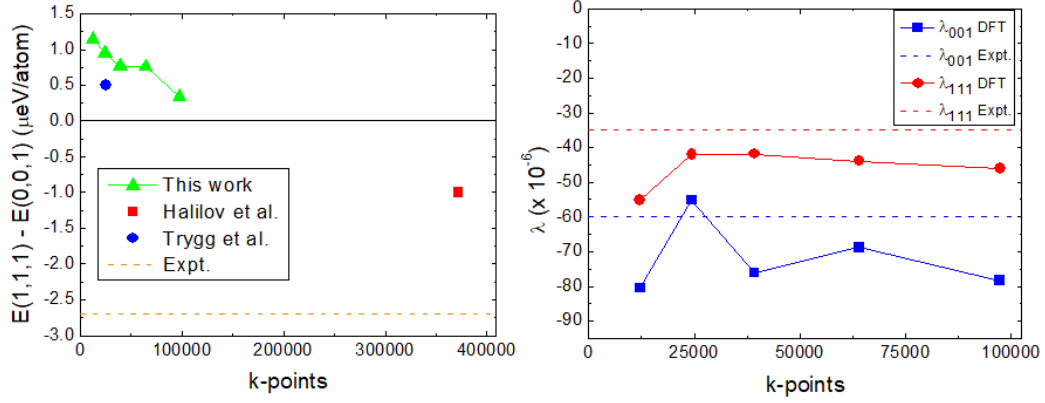 1.5
1.0
0.5
0.0
-0.5
-1.0
-1.5
-2.0
-2.5
-3.0
E(1,1,1) - E(0,0,1) (μeV/atom)
This work
Halilov et al.
Trygg et al.
Expt.
0 100000 200000 300000 400000
k-points
0
-10
-20
-30
-40
-50
-60
-70
-80
-90
λ (x 10⁻⁶)
λ001 DFT
λ001 Expt.
λ111 DFT
λ111 Expt.
0 25000 50000 75000 100000
k-points